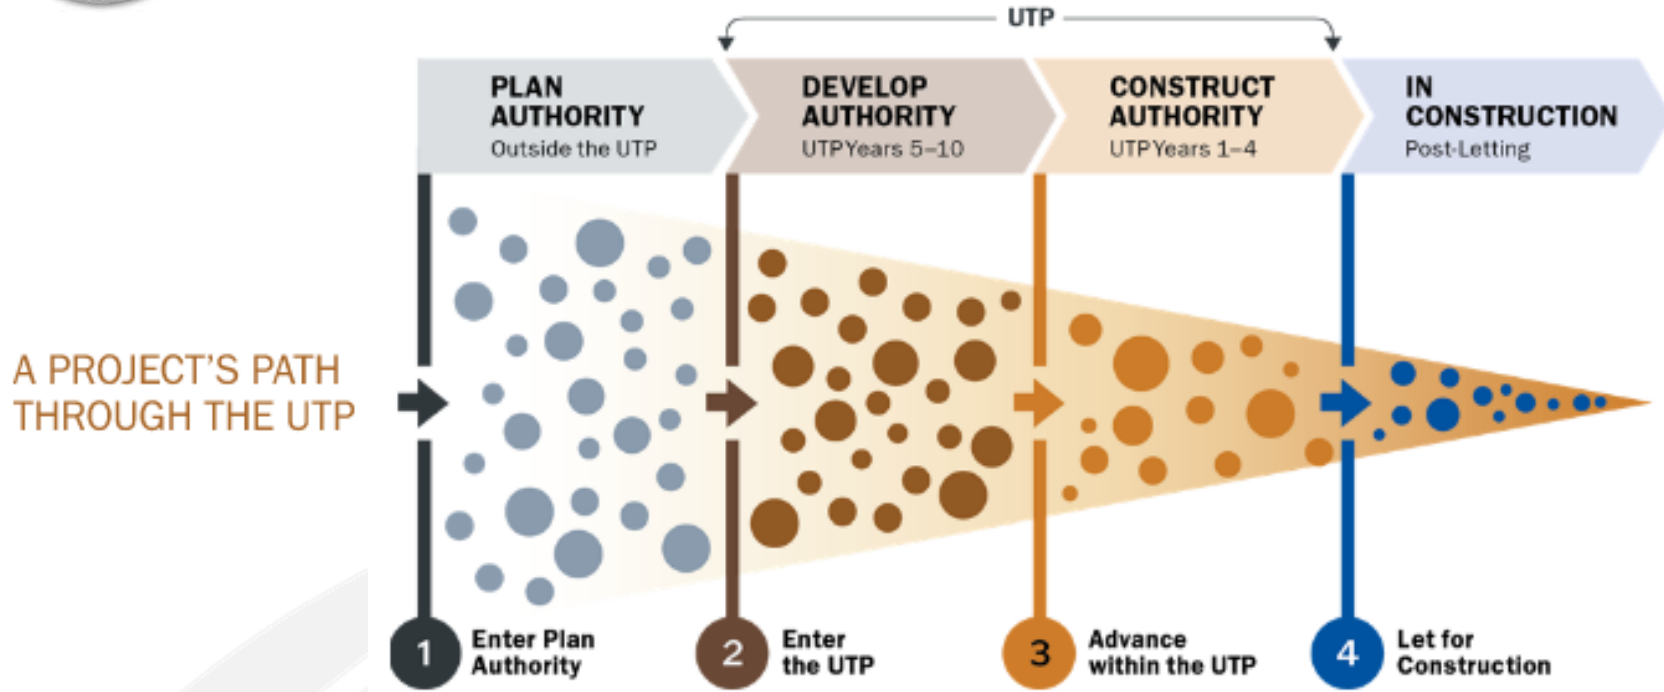 UTP
PLAN
AUTHORITY
Outside the UTP
DEVELOP
AUTHORITY
UTP Years 5–10
CONSTRUCT
AUTHORITY
UTP Years 1–4
IN
CONSTRUCTION
Post-Letting
A PROJECT'S PATH
THROUGH THE UTP
1
Enter Plan
Authority
2
Enter
the UTP
3
Advance
within the UTP
4
Let for
Construction